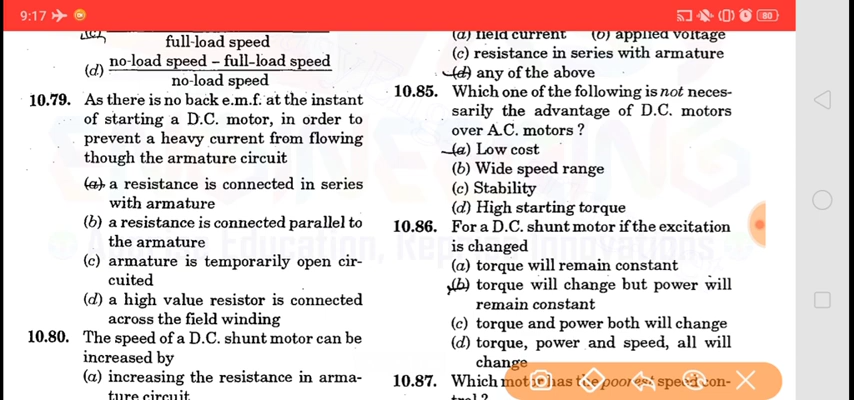 9:17
80
full-load speed
(d) no-load speed – full-load speed
no-load speed
10.79. As there is no back e.m.f. at the instant
of starting a D.C. motor, in order to
prevent a heavy current from flowing
though the armature circuit
(a) a resistance is connected in series
with armature
(b) a resistance is connected parallel to
the armature
(c) armature is temporarily open cir-
cuited
(d) a high value resistor is connected
across the field winding
10.80. The speed of a D.C. shunt motor can be
increased by
(a) increasing the resistance in arma-
ture circuit
(a) field current (b) applied voltage
(c) resistance in series with armature
(d) any of the above
10.85. Which one of the following is not neces-
sarily the advantage of D.C. motors
over A.C. motors ?
(a) Low cost
(b) Wide speed range
(c) Stability
(d) High starting torque
10.86. For a D.C. shunt motor if the excitation
is changed
(a) torque will remain constant
(b) torque will change but power will
remain constant
(c) torque and power both will change
(d) torque, power and speed, all will
change
10.87. Which has the poorest speed con-
trol ?